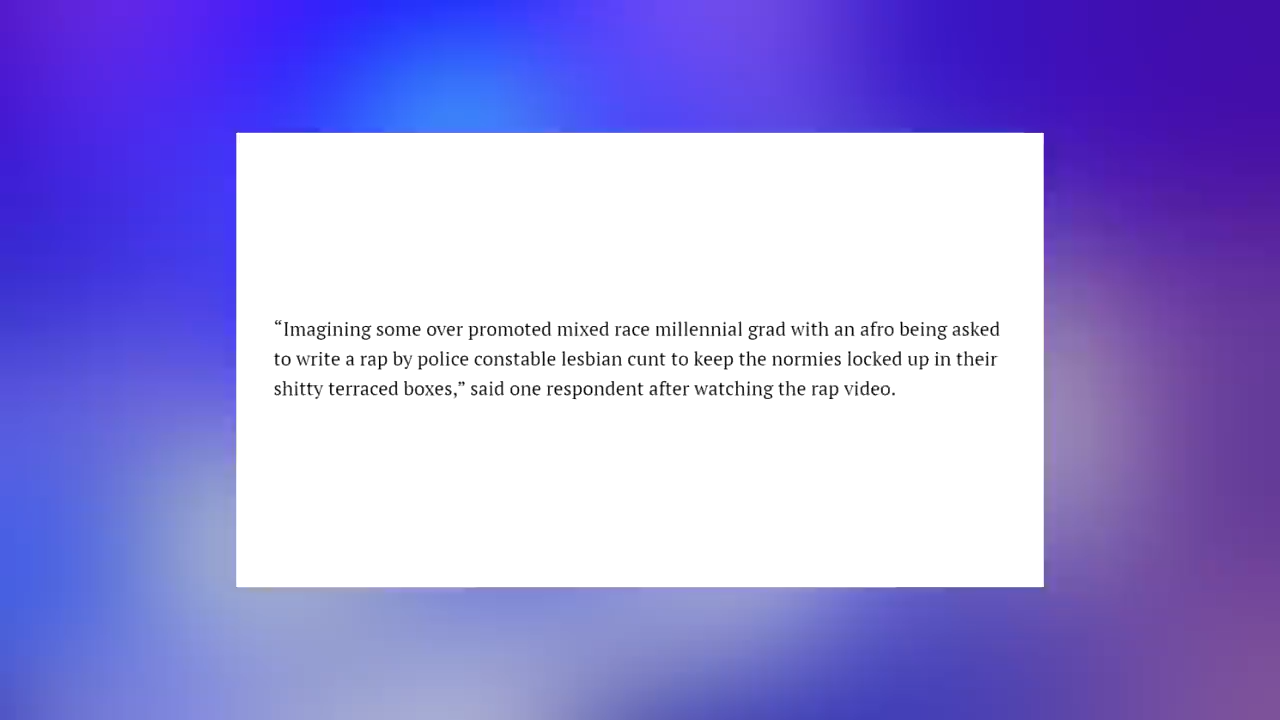 “Imagining some over promoted mixed race millennial grad with an afro being asked
to write a rap by police constable lesbian cunt to keep the normies locked up in their
shitty terraced boxes,” said one respondent after watching the rap video.